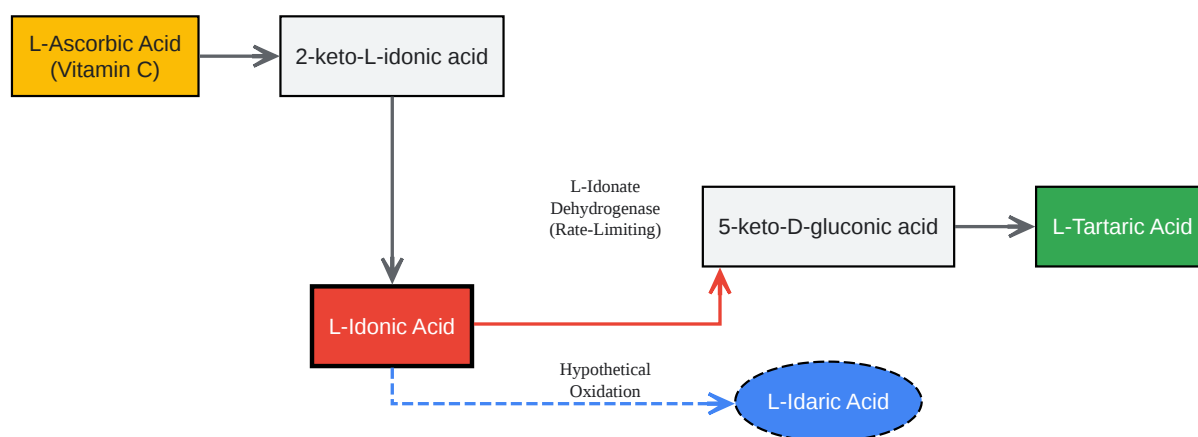 L-Ascorbic Acid
(Vitamin C)
2-keto-L-idonic acid
L-Idonate
Dehydrogenase
(Rate-Limiting)
5-keto-D-gluconic acid
L-Tartaric Acid
L-Idonic Acid
Hypothetical
Oxidation
L-Idaric Acid